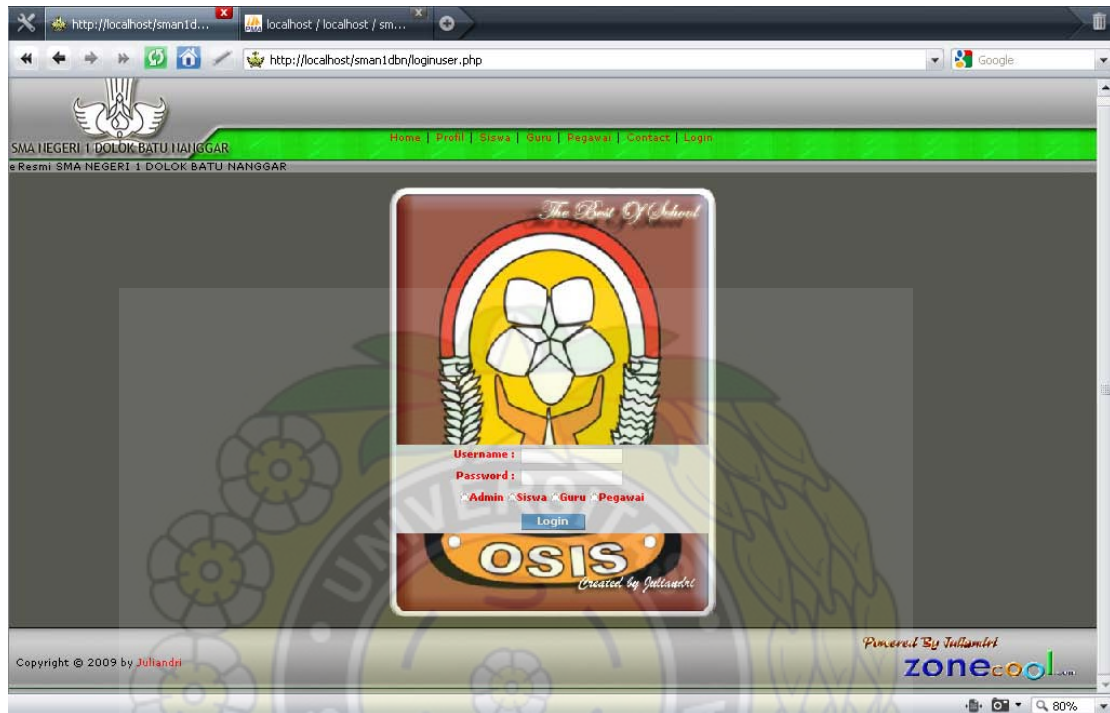 http://localhost/sman1d...
localhost / localhost / sm...
http://localhost/sman1dbn/loginuser.php
Google
SMA NEGERI 1 DOLOK BATU NANGGAR
Home | Profil | Siswa | Guru | Pegawai | Contact | Login
e Resmi SMA NEGERI 1 DOLOK BATU NANGGAR
The Best Of School
Username :
Password :
Admin Siswa Guru Pegawai
Login
OSIS
Created by Juliandri
UNIVERSITAS
Powered By Juliandri
Copyright © 2009 by Juliandri
zonecool
80%